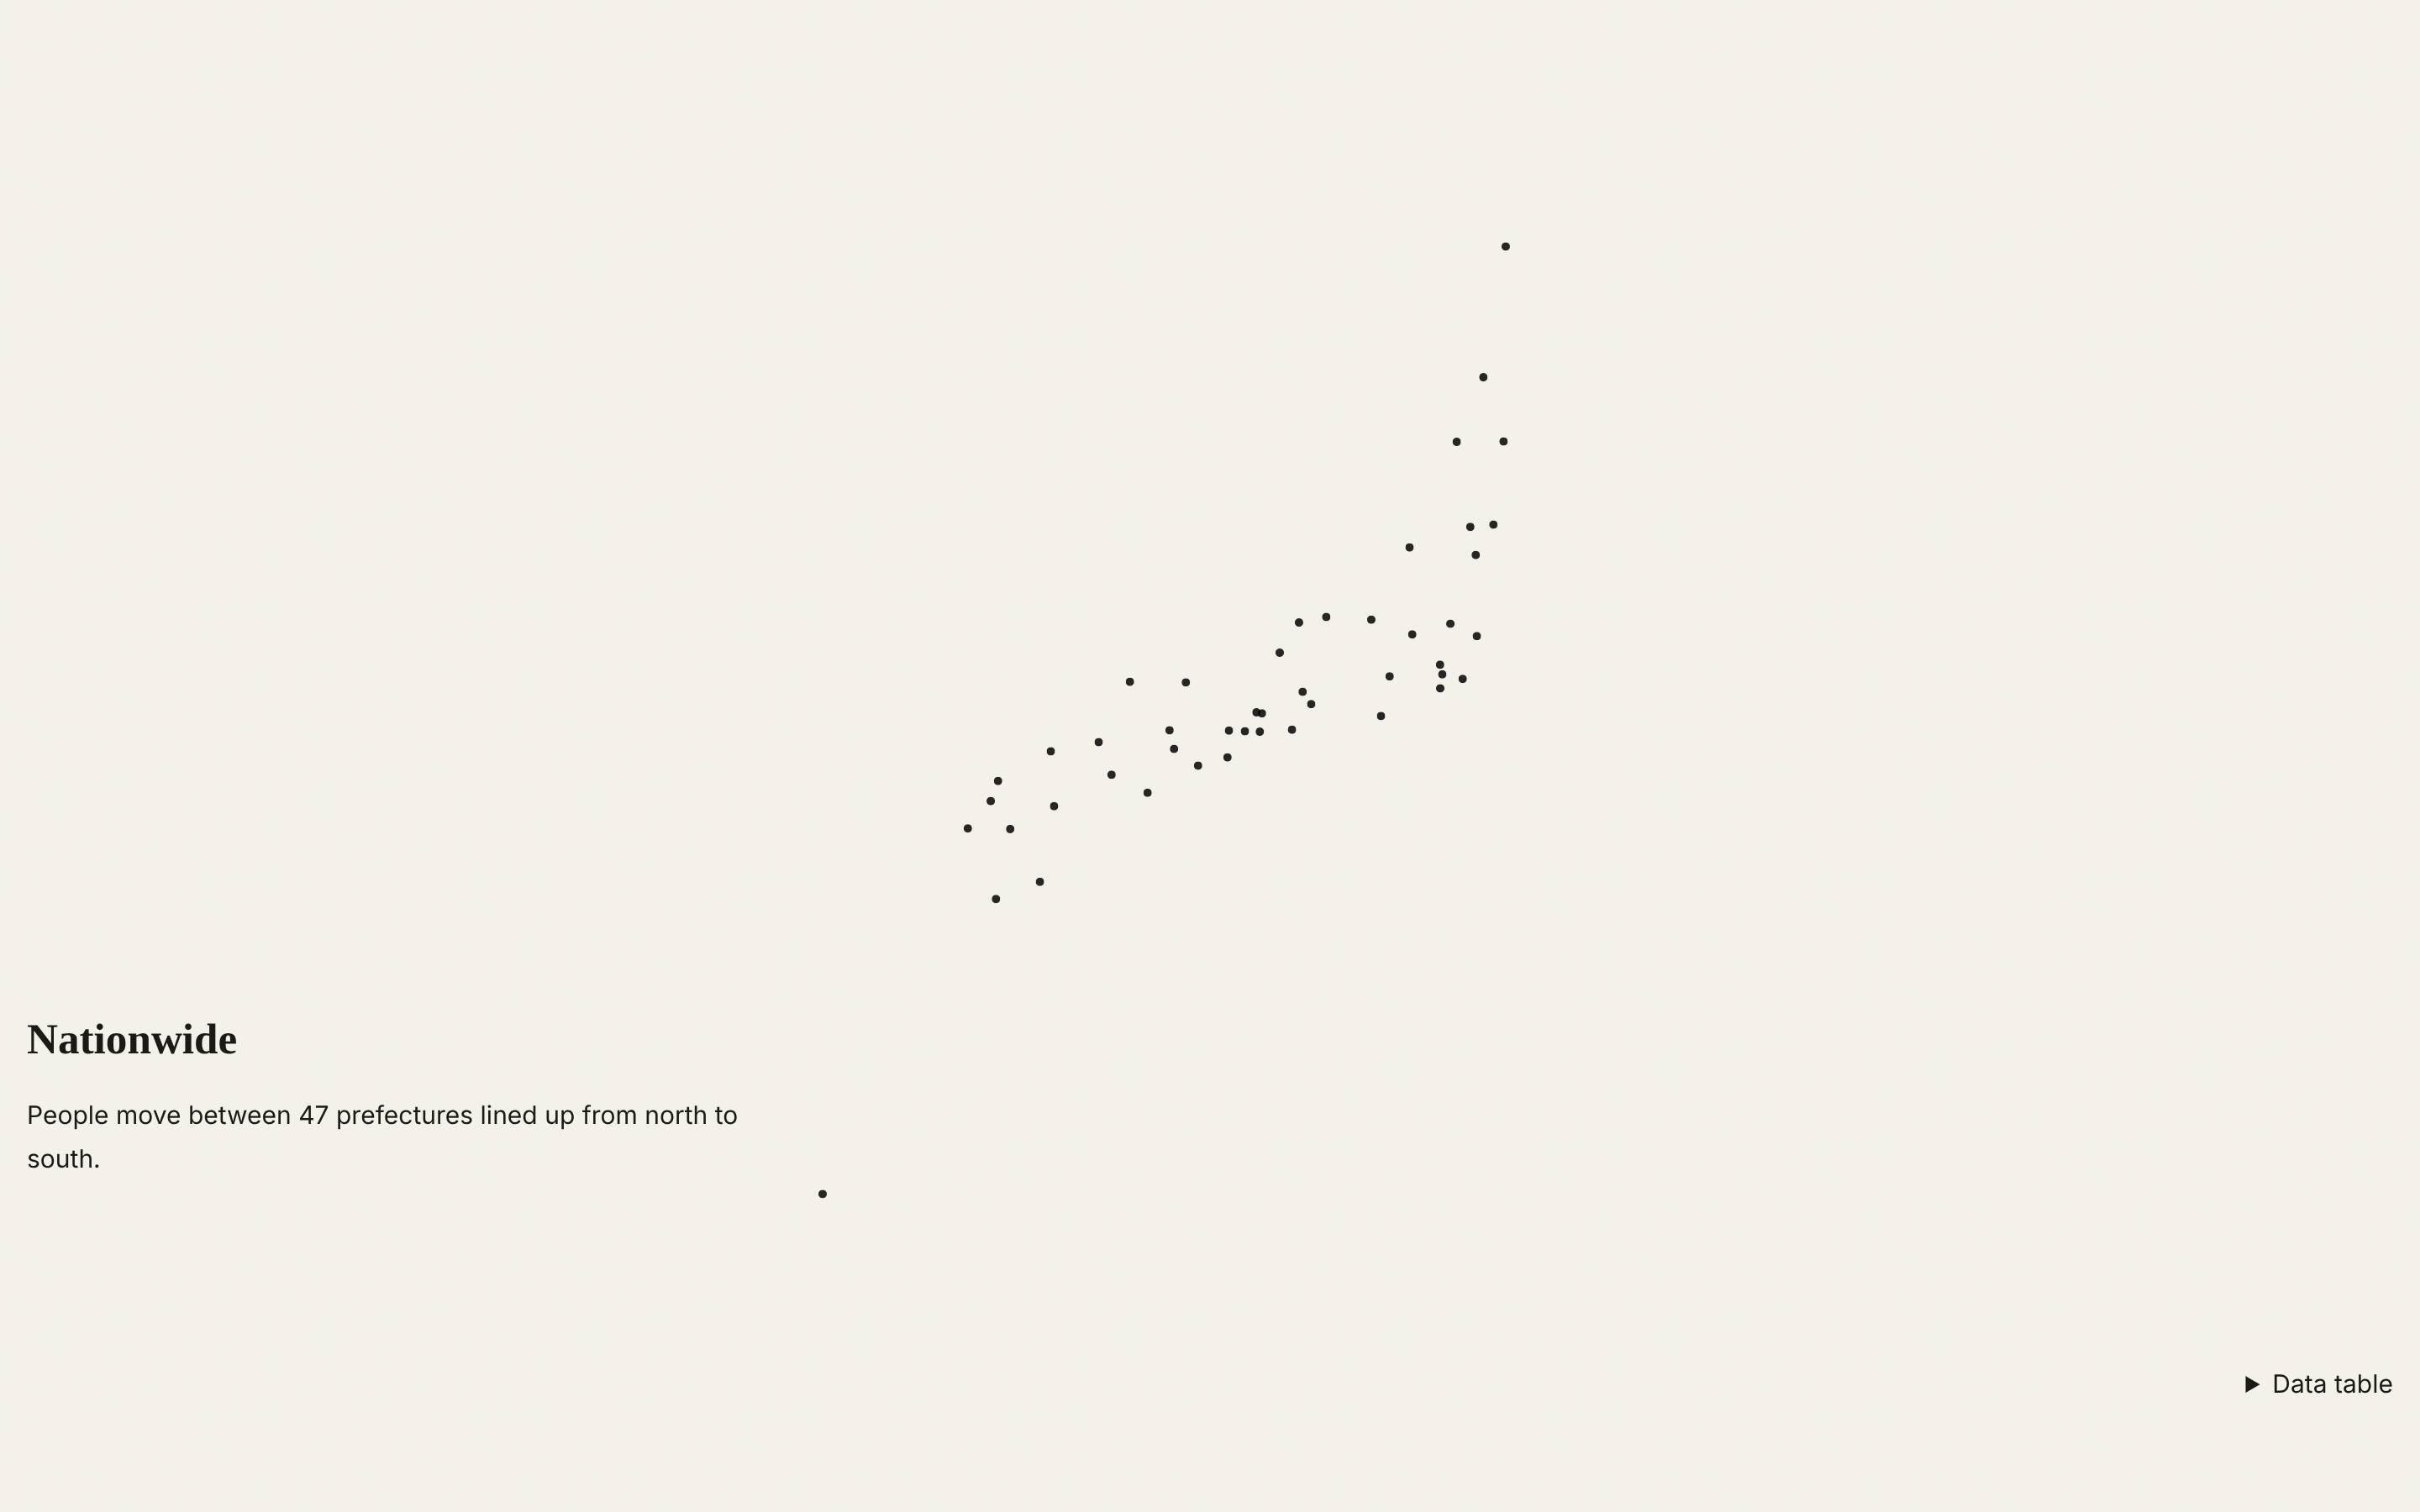 Nationwide
People move between 47 prefectures lined up from north to
south.
Data table